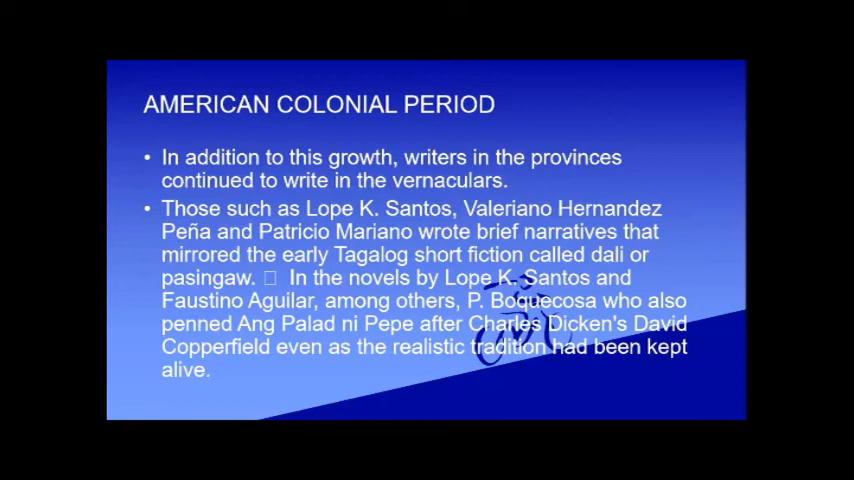 AMERICAN COLONIAL PERIOD
• In addition to this growth, writers in the provinces
continued to write in the vernaculars.
• Those such as Lope K. Santos, Valeriano Hernandez
Peña and Patricio Mariano wrote brief narratives that
mirrored the early Tagalog short fiction called dali or
pasingaw. □ In the novels by Lope K. Santos and
Faustino Aguilar, among others, P. Boquecosa who also
penned Ang Palad ni Pepe after Charles Dicken's David
Copperfield even as the realistic tradition had been kept
alive.